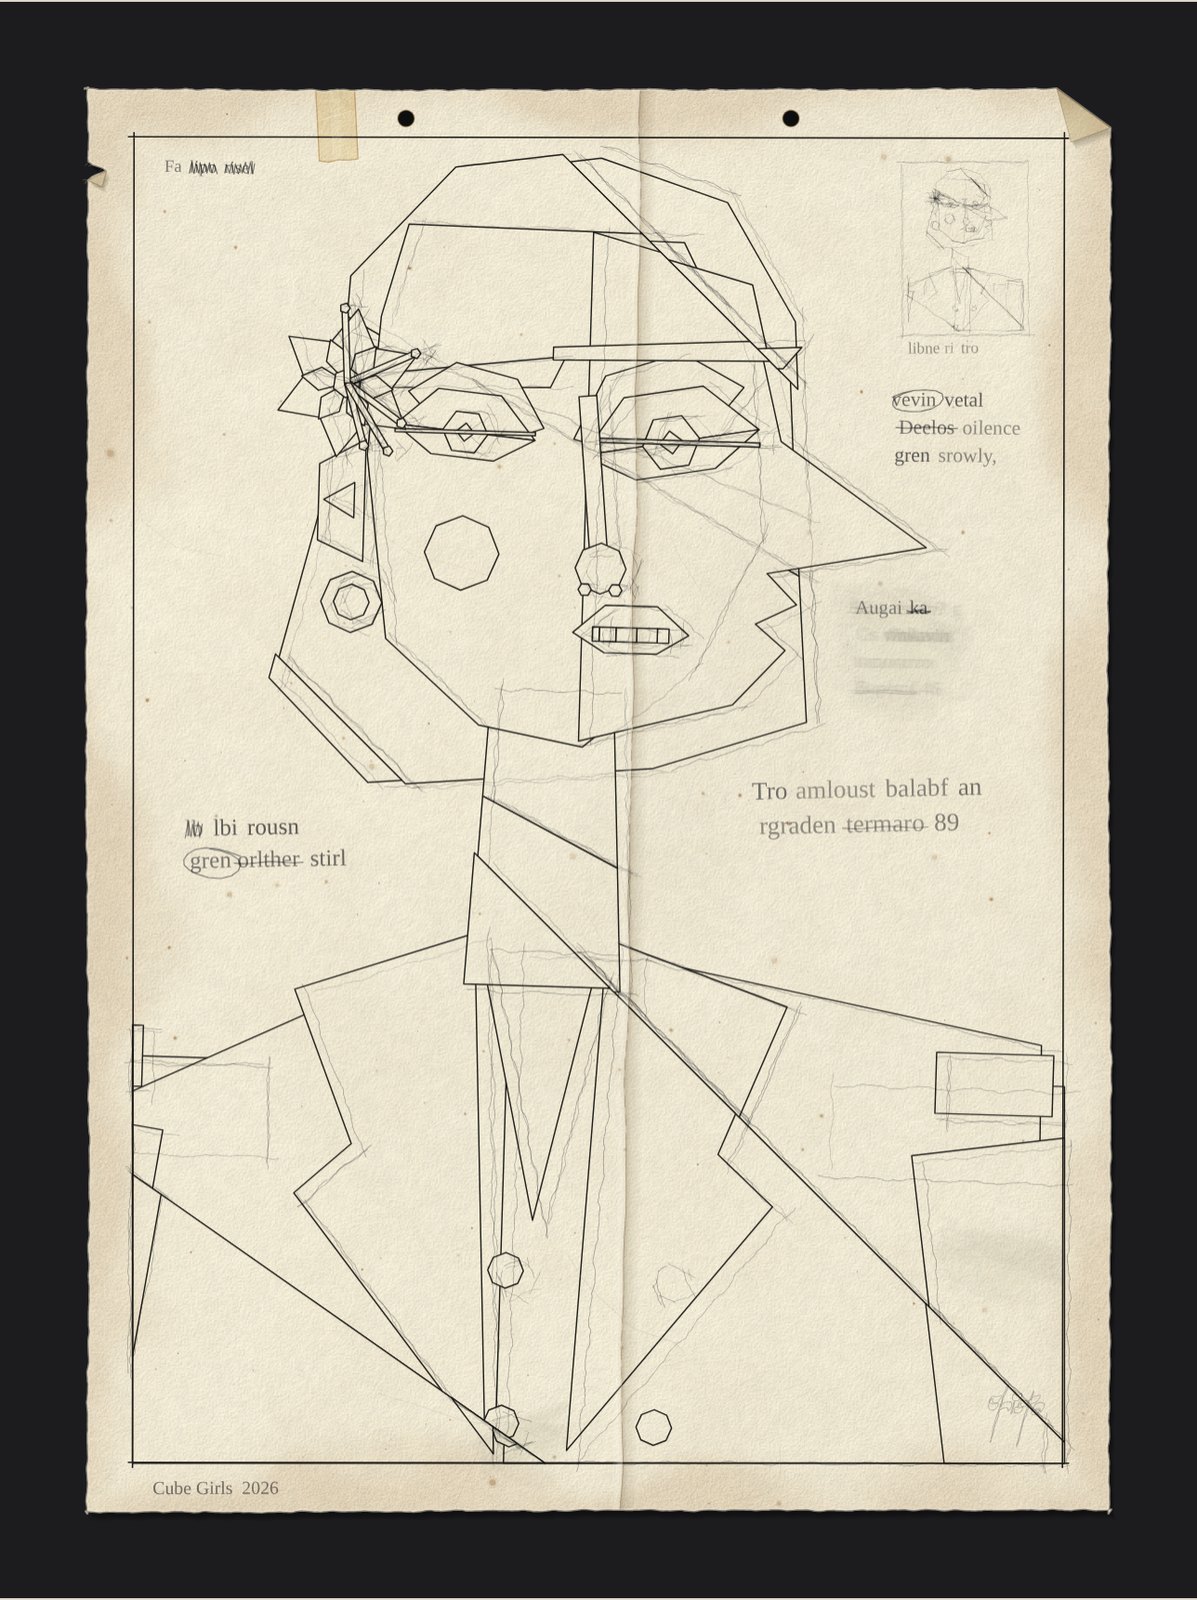 Fa
libne ri tro
vevin vetal
Deelos oilence
gren srowly,
Augai ka
Tro amloust balabf an
rgraden termaro 89
lbi rousn
gren orlther stirl
Cube Girls 2026